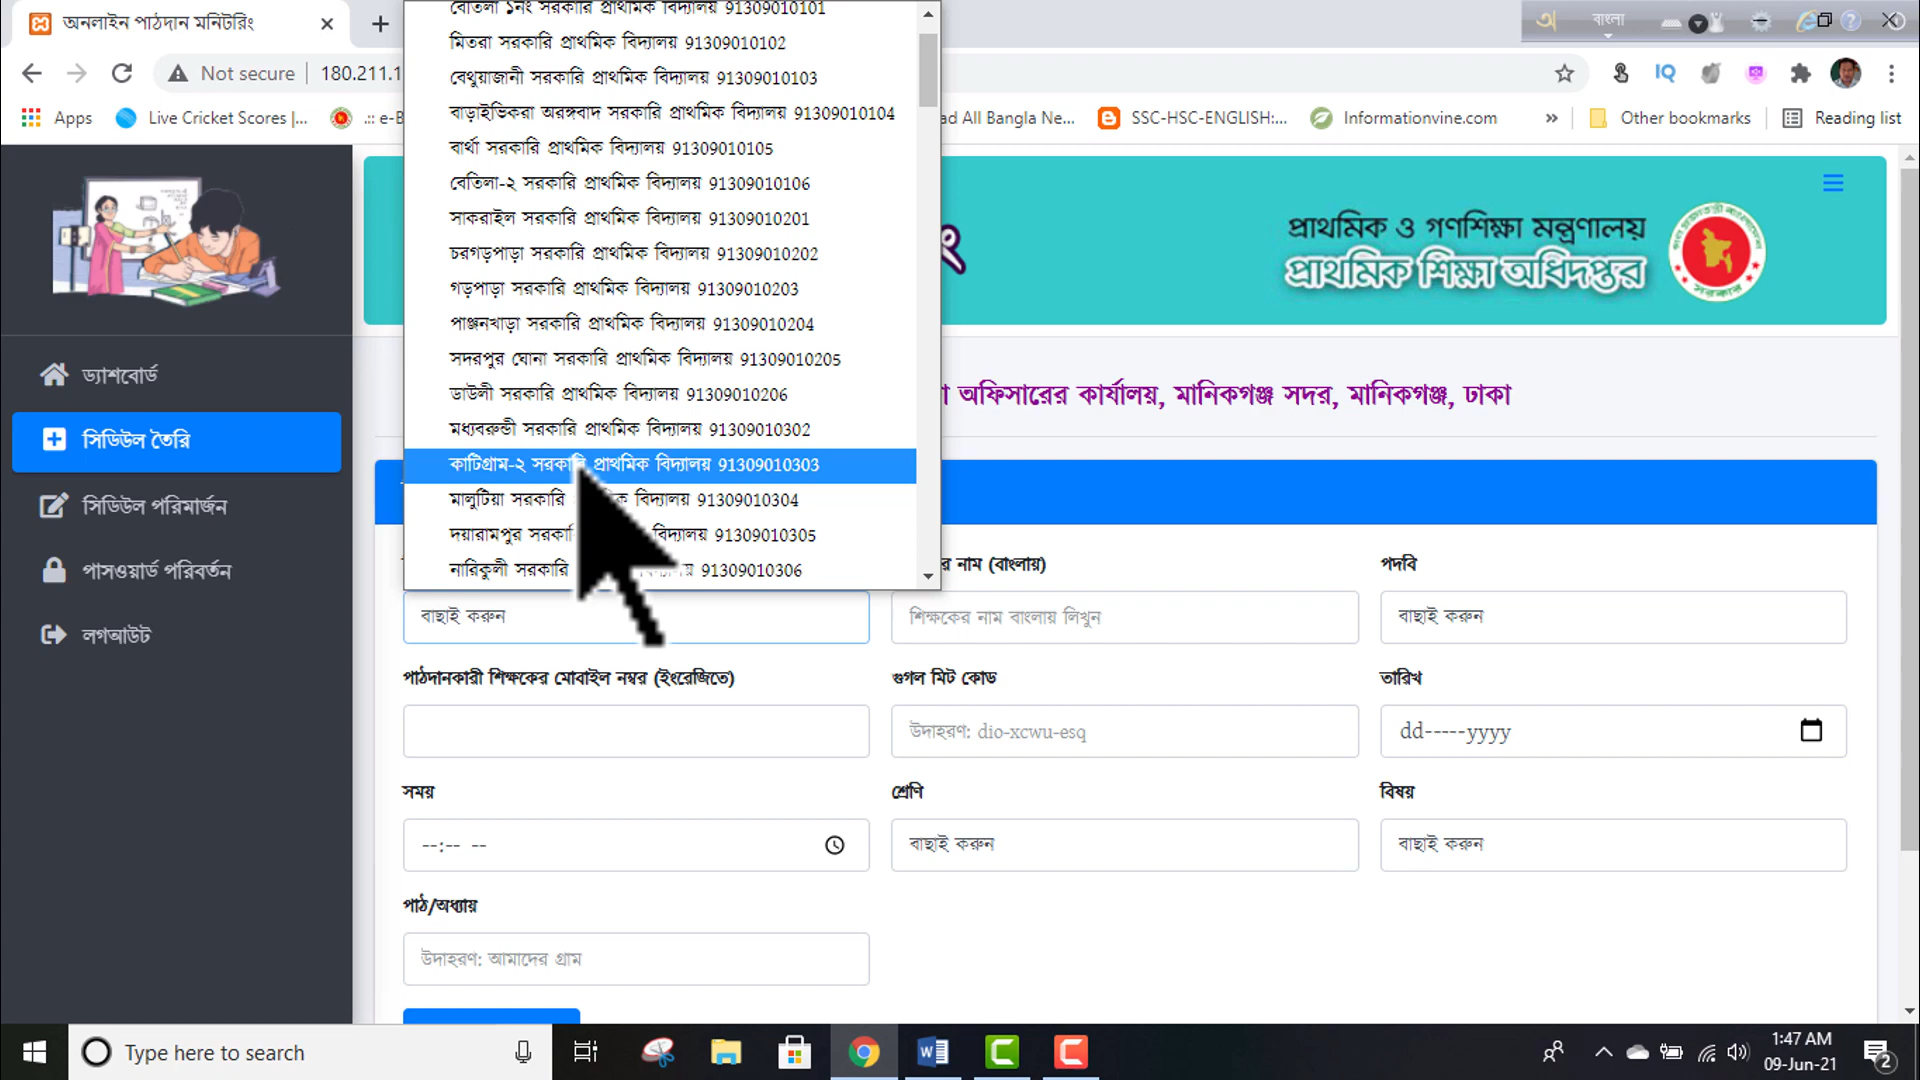 অনলাইন পাঠদান মনিটরিং
বাংলা
Not secure
180.211.1
Apps
Live Cricket Scores |...
.:: e-B
ad All Bangla Ne...
SSC-HSC-ENGLISH:...
Informationvine.com
»
Other bookmarks
Reading list
বেতিলা ১নং সরকারি প্রাথমিক বিদ্যালয় 91309010101
মিতরা সরকারি প্রাথমিক বিদ্যালয় 91309010102
বেথুয়াজানী সরকারি প্রাথমিক বিদ্যালয় 91309010103
বাড়াইভিকরা অরঙ্গবাদ সরকারি প্রাথমিক বিদ্যালয় 91309010104
বার্থা সরকারি প্রাথমিক বিদ্যালয় 91309010105
বেতিলা-২ সরকারি প্রাথমিক বিদ্যালয় 91309010106
সাকরাইল সরকারি প্রাথমিক বিদ্যালয় 91309010201
চরগড়পাড়া সরকারি প্রাথমিক বিদ্যালয় 91309010202
গড়পাড়া সরকারি প্রাথমিক বিদ্যালয় 91309010203
পাঞ্জনখাড়া সরকারি প্রাথমিক বিদ্যালয় 91309010204
সদরপুর ঘোনা সরকারি প্রাথমিক বিদ্যালয় 91309010205
ডাউলী সরকারি প্রাথমিক বিদ্যালয় 91309010206
মধ্যবরুন্ডী সরকারি প্রাথমিক বিদ্যালয় 91309010302
কাটিগ্রাম-২ সরকারি প্রাথমিক বিদ্যালয় 91309010303
মালুটিয়া সরকারি বিদ্যালয় 91309010304
দয়ারামপুর বিদ্যালয় 91309010305
নারিকুলী সরকারি 91309010306
প্রাথমিক ও গণশিক্ষা মন্ত্রণালয়
প্রাথমিক শিক্ষা অধিদপ্তর
অফিসারের কার্যালয়, মানিকগঞ্জ সদর, মানিকগঞ্জ, ঢাকা
ড্যাশবোর্ড
সিডিউল তৈরি
সিডিউল পরিমার্জন
পাসওয়ার্ড পরিবর্তন
লগআউট
র নাম (বাংলায়)
পদবি
বাছাই করুন
শিক্ষকের নাম বাংলায় লিখুন
বাছাই করুন
পাঠদানকারী শিক্ষকের মোবাইল নম্বর (ইংরেজিতে)
গুগল মিট কোড
তারিখ
উদাহরণ: dio-xcwu-esq
dd-----yyyy
সময়
শ্রেণি
বিষয়
--:-- --
বাছাই করুন
বাছাই করুন
পাঠ/অধ্যায়
উদাহরণ: আমাদের গ্রাম
Type here to search
1:47 AM
09-Jun-21
2